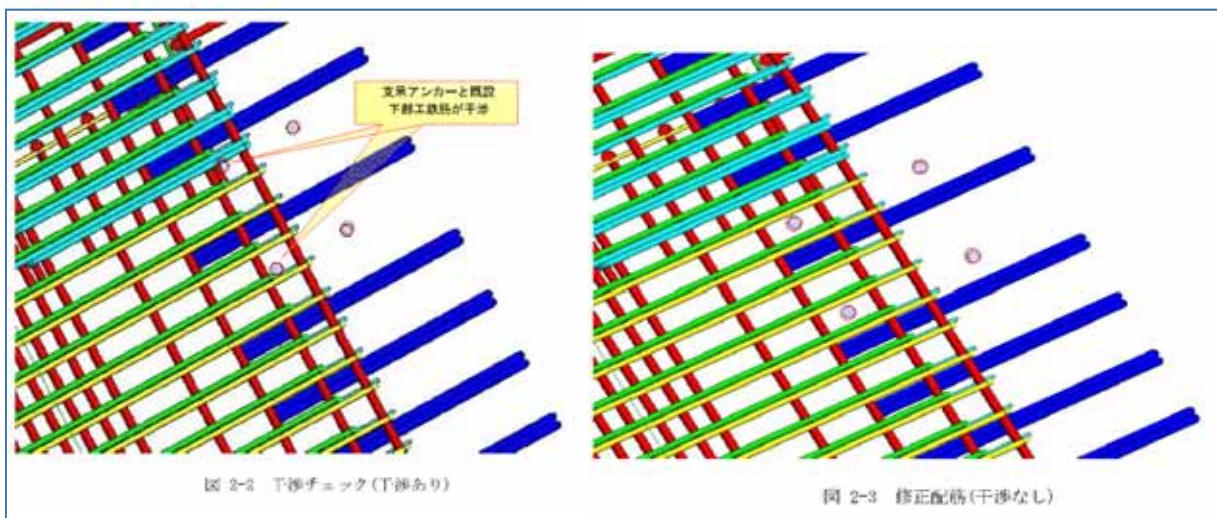 支承アンカーと既設
下部工鉄筋が干渉
図 2-2 干渉チェック(干渉あり)
図 2-3 修正配筋(干渉なし)